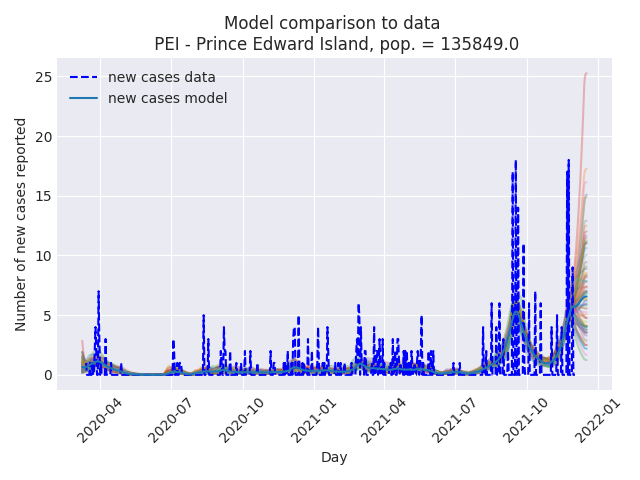 Model comparison to data
PEI - Prince Edward Island, pop. = 135849.0
new cases data
new cases model
Number of new cases reported
25
20
15
10
5
0
2020-04
2020-07
2020-10
2021-01
2021-04
2021-07
2021-10
2022-01
Day